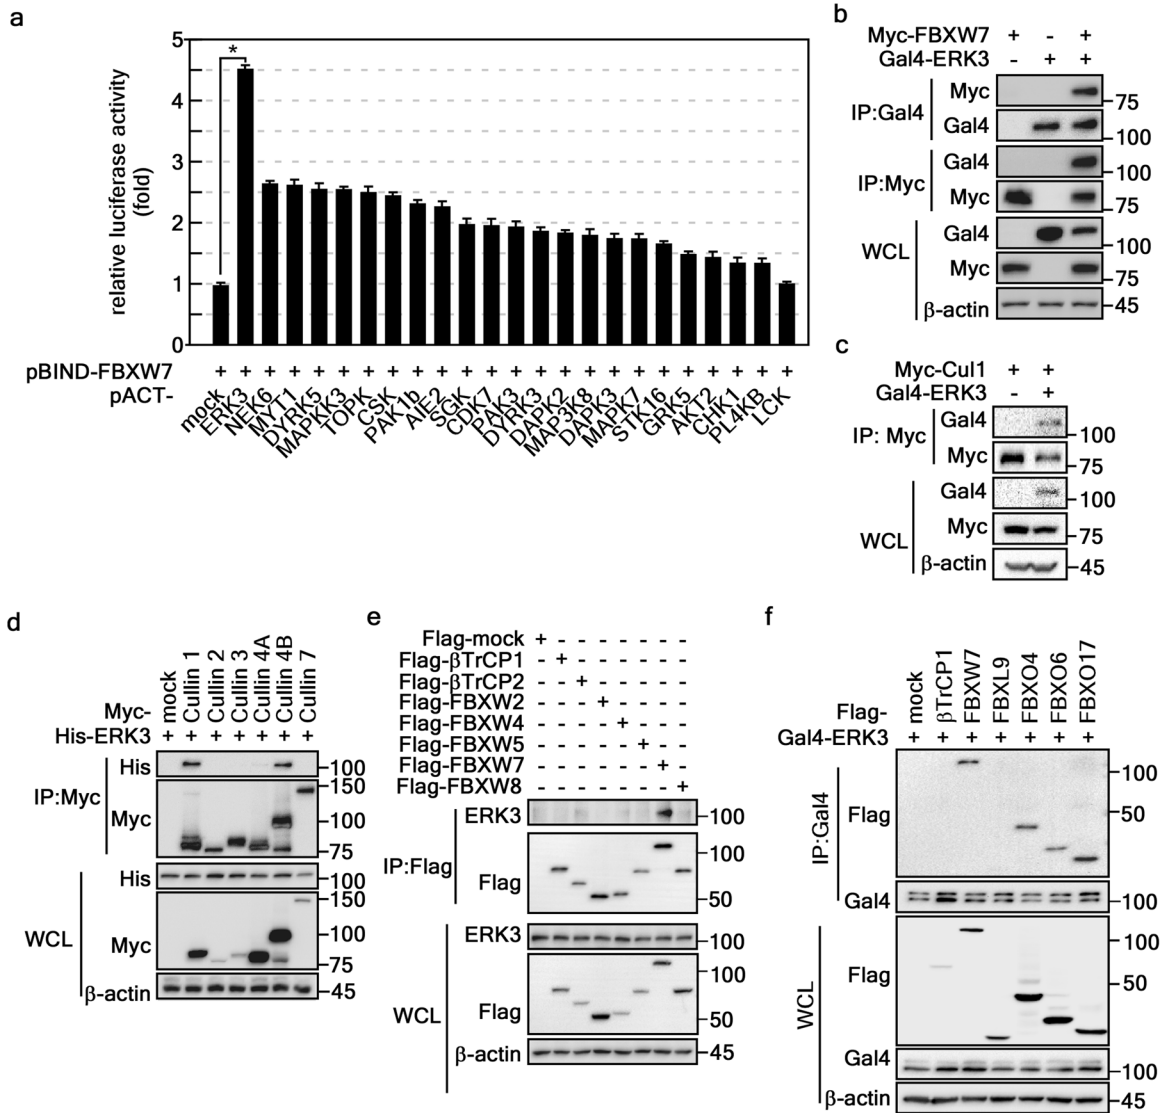 a
relative luciferase activity
(fold)
5
4
3
2
1
0
*
pBIND-FBXW7 + + + + + + + + + + + + + + + + + + + + + + + +
pACT- mock ERK3 NEK6 MYT1 DYRK5 MAPKK3 TOPK CSK PAK1b AIE2 SGK CDK7 PAK3 DYRK3 DAPK2 MAP3K8 DAPK3 MAPK7 STK16 GRK5 AKT2 CHK1 PL4KB LCK
b
Myc-FBXW7 + - +
Gal4-ERK3 - + +
IP:Gal4
Myc 75
Gal4 100
IP:Myc
Gal4 100
Myc 75
WCL
Gal4 100
Myc 75
β-actin 45
c
Myc-Cul1 + +
Gal4-ERK3 - +
IP: Myc
Gal4 100
Myc 75
WCL
Gal4 100
Myc 75
β-actin 45
d
Myc- mock Cullin 1 Cullin 2 Cullin 3 Cullin 4A Cullin 4B Cullin 7
His-ERK3 + + + + + + +
IP:Myc
His 100
Myc 150 100 75
WCL
His 100
Myc 150 100 75
β-actin 45
e
Flag-mock + - - - - - - -
Flag-βTrCP1 - + - - - - - -
Flag-βTrCP2 - - + - - - - -
Flag-FBXW2 - - - + - - - -
Flag-FBXW4 - - - - + - - -
Flag-FBXW5 - - - - - + - -
Flag-FBXW7 - - - - - - + -
Flag-FBXW8 - - - - - - - +
IP:Flag
ERK3 100
Flag 100 50
WCL
ERK3 100
Flag 100 50
β-actin 45
f
Flag- mock βTrCP1 FBXW7 FBXL9 FBXO4 FBXO6 FBXO17
Gal4-ERK3 + + + + + + +
IP:Gal4
Flag 100 50
Gal4 100
WCL
Flag 100 50
Gal4 100
β-actin 45